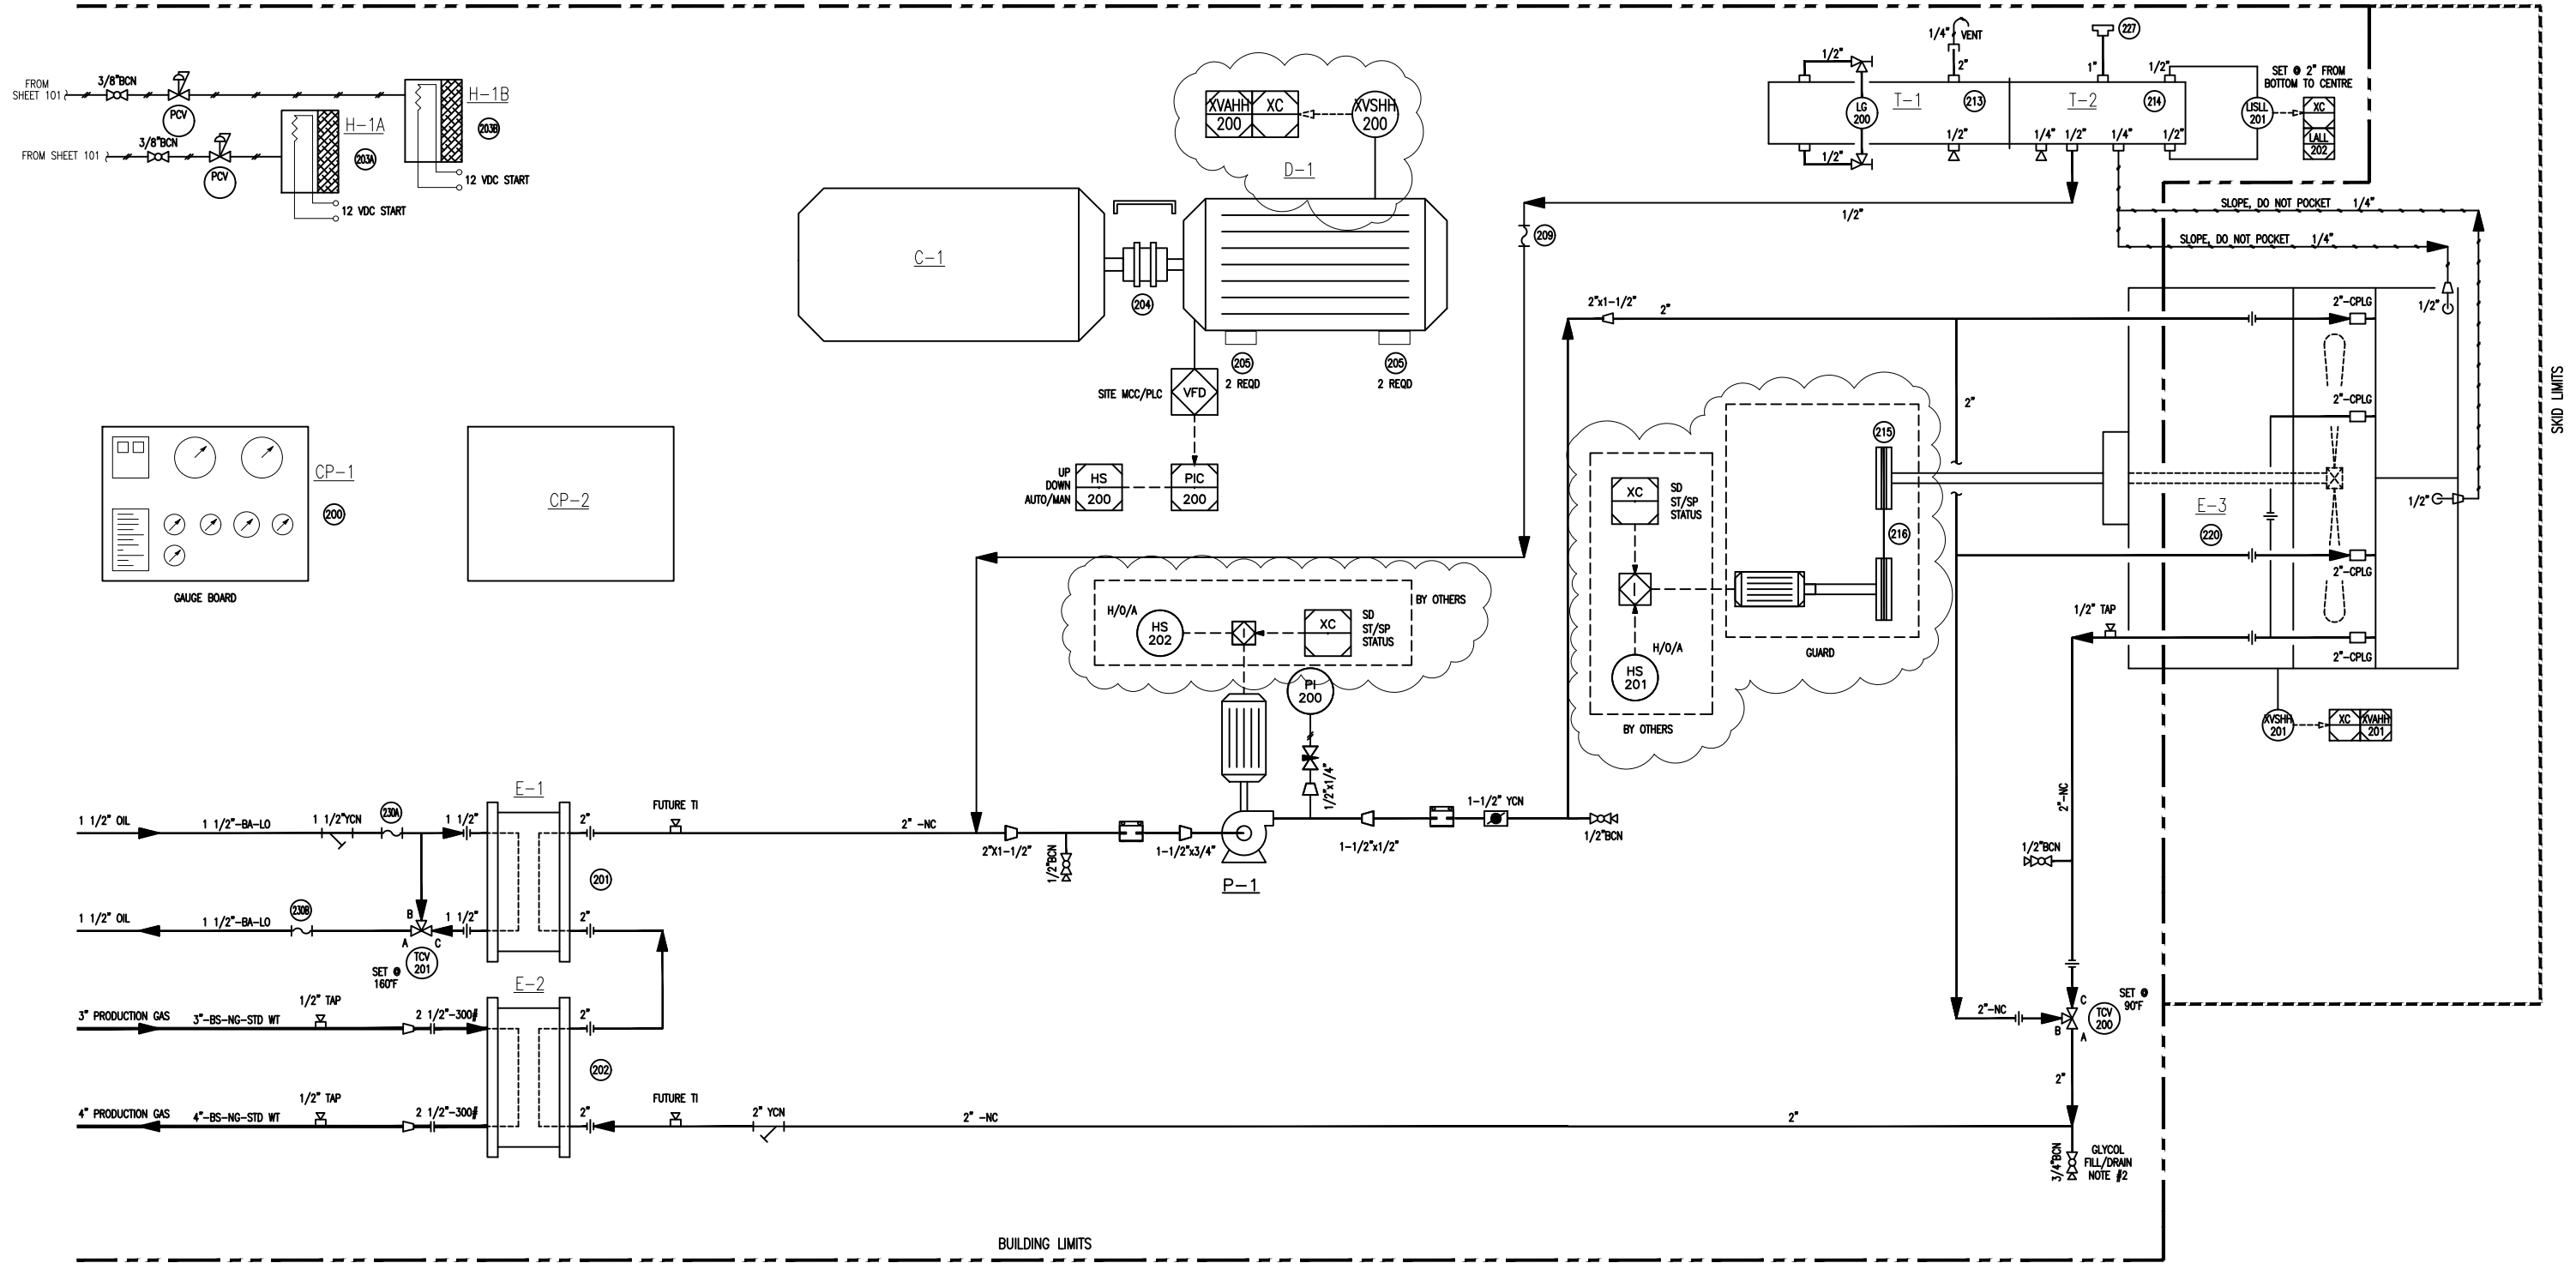 FROM
SHEET 101
3/8"BCN
PCV
H-1B
203B
12 VDC START
FROM SHEET 101
3/8"BCN
PCV
H-1A
203A
12 VDC START
XVAHH
200
XC
XVSHH
200
D-1
C-1
204
205
2 REQD
205
2 REQD
SITE MCC/PLC
VFD
UP
DOWN
AUTO/MAN
HS
200
PIC
200
1/2"
1/2"
LG
200
1/4"
VENT
2"
T-1
213
1/2"
227
1"
1/2"
T-2
214
1/4"
1/2"
1/4"
1/2"
LISLL
201
SET @ 2" FROM
BOTTOM TO CENTRE
XC
LALL
202
1/2"
209
SLOPE, DO NOT POCKET
1/4"
SLOPE, DO NOT POCKET
1/4"
SKID LIMITS
CP-1
200
GAUGE BOARD
CP-2
2"x1-1/2"
2"
2"
2"-CPLG
1/2"
2"-CPLG
1/2"
E-3
220
2"-CPLG
2"-CPLG
1/2" TAP
XVSHH
201
XC
XVAHH
201
215
216
GUARD
XC
SD
ST/SP
STATUS
H/O/A
HS
201
BY OTHERS
BY OTHERS
H/O/A
HS
202
I
XC
SD
ST/SP
STATUS
PI
200
1/2"x1/4"
1 1/2" OIL
1 1/2"-BA-LO
1 1/2"YCN
230A
1 1/2"
E-1
2"
FUTURE TI
2" -NC
2"X1-1/2"
1/2"BCN
1-1/2"x3/4"
P-1
1-1/2"x1/2"
1-1/2" YCN
1/2"BCN
201
1 1/2" OIL
1 1/2"-BA-LO
230B
B
A
C
1 1/2"
TCV
201
SET @
160°F
2"
E-2
3" PRODUCTION GAS
3"-BS-NG-STD WT
1/2" TAP
2 1/2"-300#
2"
202
4" PRODUCTION GAS
4"-BS-NG-STD WT
1/2" TAP
2 1/2"-300#
2"
FUTURE TI
2" YCN
2" -NC
2"
2"-NC
1/2"BCN
2"-NC
C
B
A
TCV
200
SET @
90°F
2"
3/4"BCN
GLYCOL
FILL/DRAIN
NOTE #2
BUILDING LIMITS